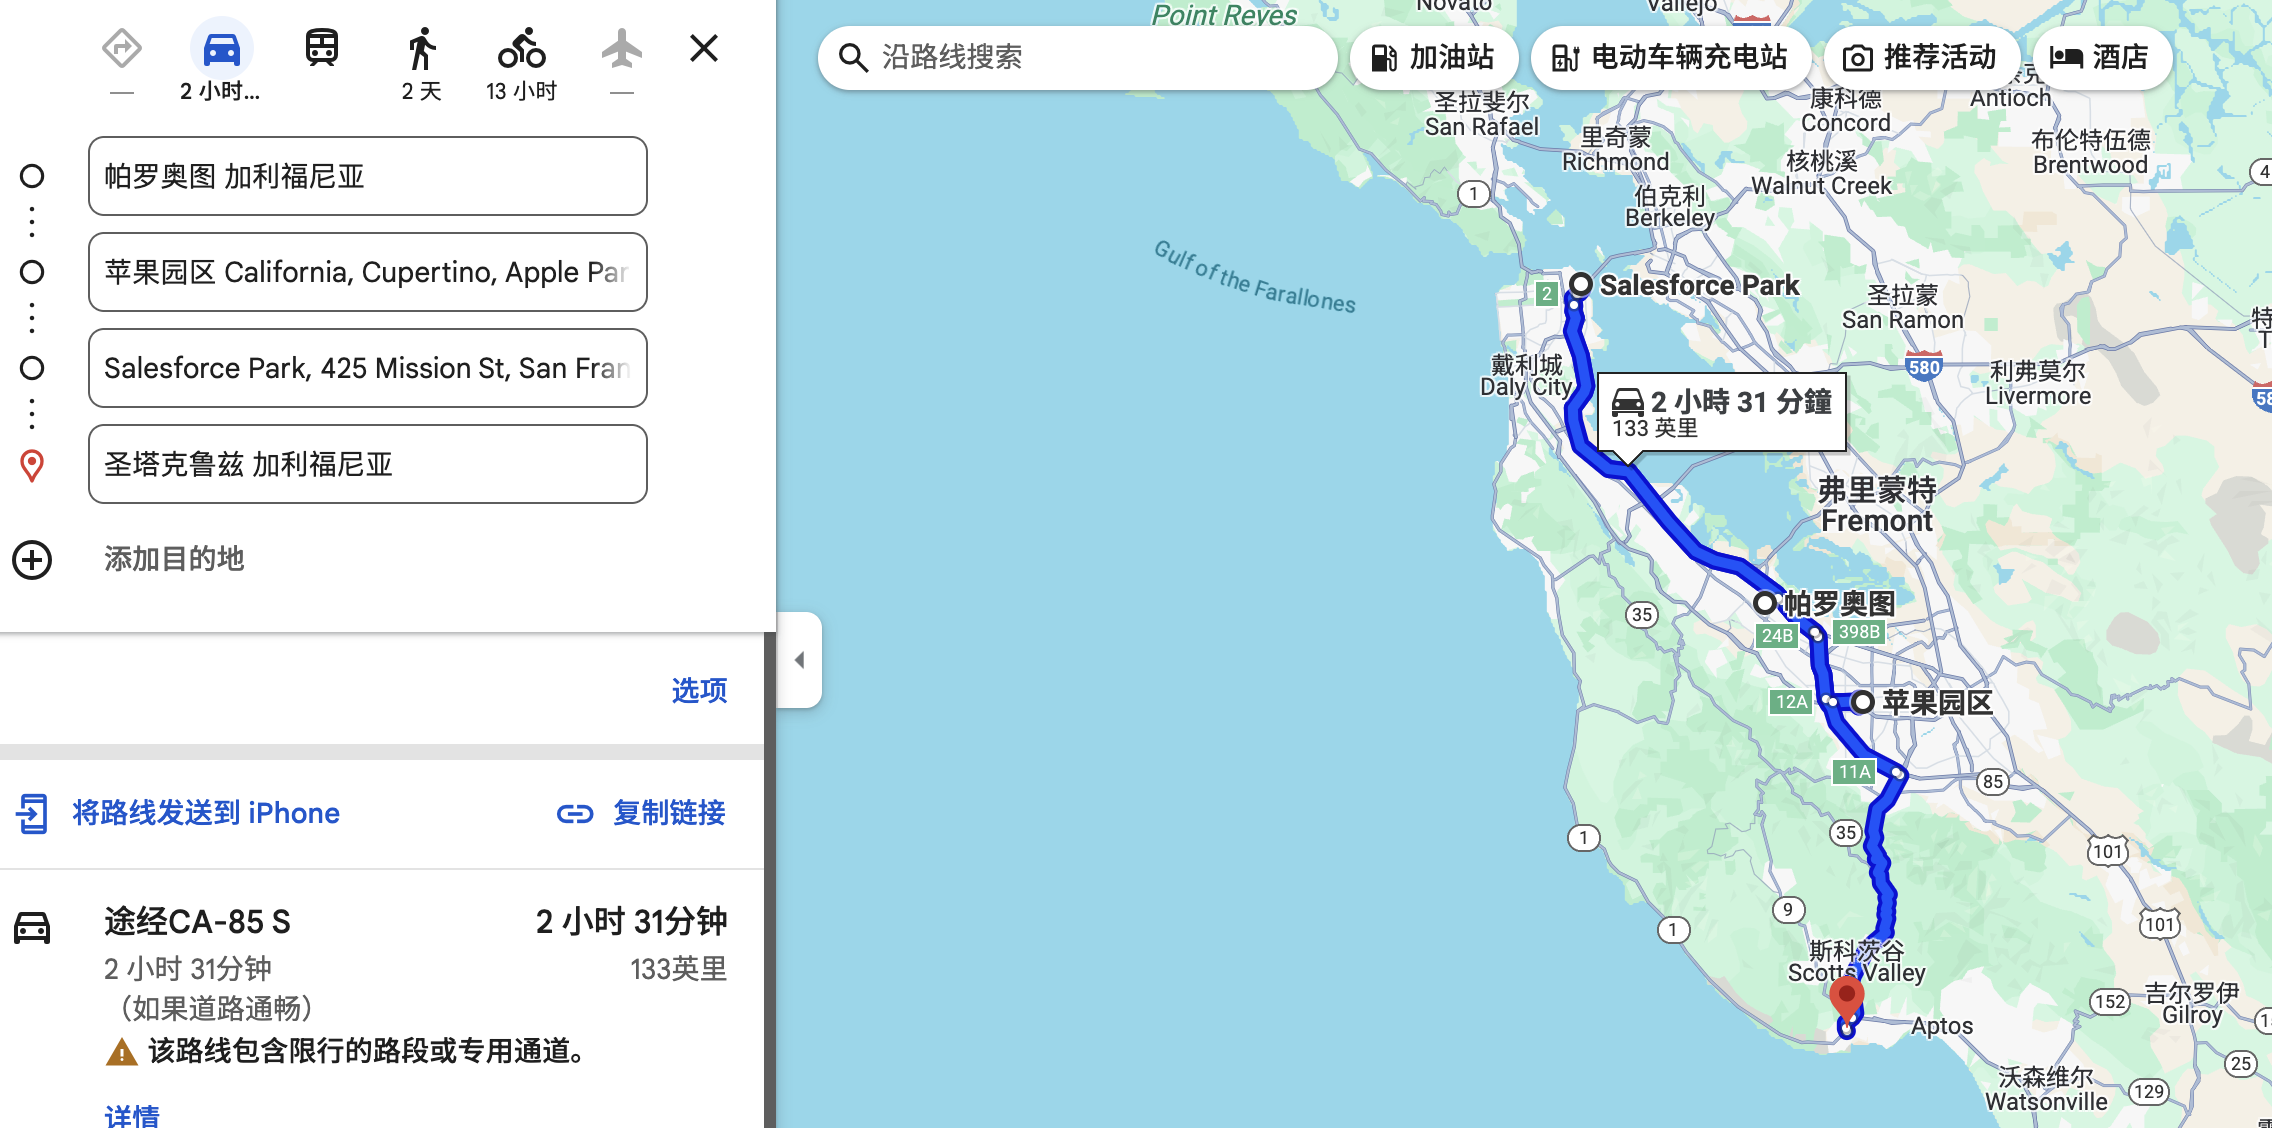 2 小时...
2 天
13 小时
帕罗奥图 加利福尼亚
苹果园区 California, Cupertino, Apple Par
Salesforce Park, 425 Mission St, San Fran
圣塔克鲁兹 加利福尼亚
添加目的地
选项
将路线发送到 iPhone
复制链接
途经CA-85 S
2 小时 31分钟
2 小时 31分钟
133英里
（如果道路通畅）
该路线包含限行的路段或专用通道。
详情
沿路线搜索
加油站
电动车辆充电站
推荐活动
酒店
Point Reyes
Novato
Vallejo
圣拉斐尔
San Rafael
里奇蒙
Richmond
康科德
Concord
Antioch
核桃溪
Walnut Creek
布伦特伍德
Brentwood
4
1
伯克利
Berkeley
Gulf of the Farallones
2
Salesforce Park
圣拉蒙
San Ramon
特
T
戴利城
Daly City
580
利弗莫尔
Livermore
58
2 小時 31 分鐘
133 英里
弗里蒙特
Fremont
35
帕罗奥图
24B
398B
12A
苹果园区
11A
85
1
35
101
9
1
101
斯科茨谷
Scotts Valley
152
吉尔罗伊
Gilroy
Aptos
25
沃森维尔
Watsonville
129